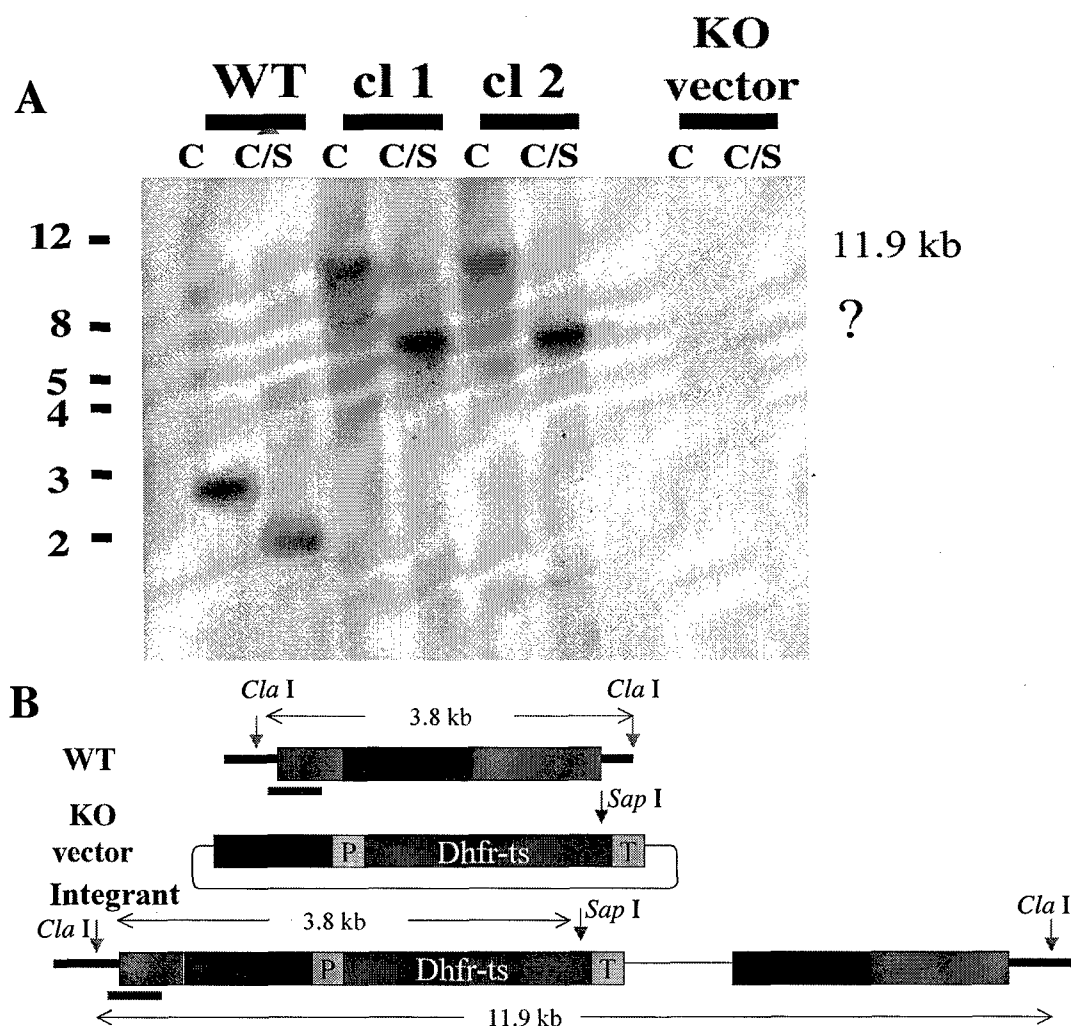 KO
WT cl 1 cl 2 vector
A
C C/S C C/S C C/S C C/S
12
11.9 kb
8
?
5
4
3
2
B
Cla I Cla I
3.8 kb
WT
Sap I
KO
vector
P Dhfr-ts T
Integrant
Cla I 3.8 kb Sap I Cla I
P Dhfr-ts T
11.9 kb